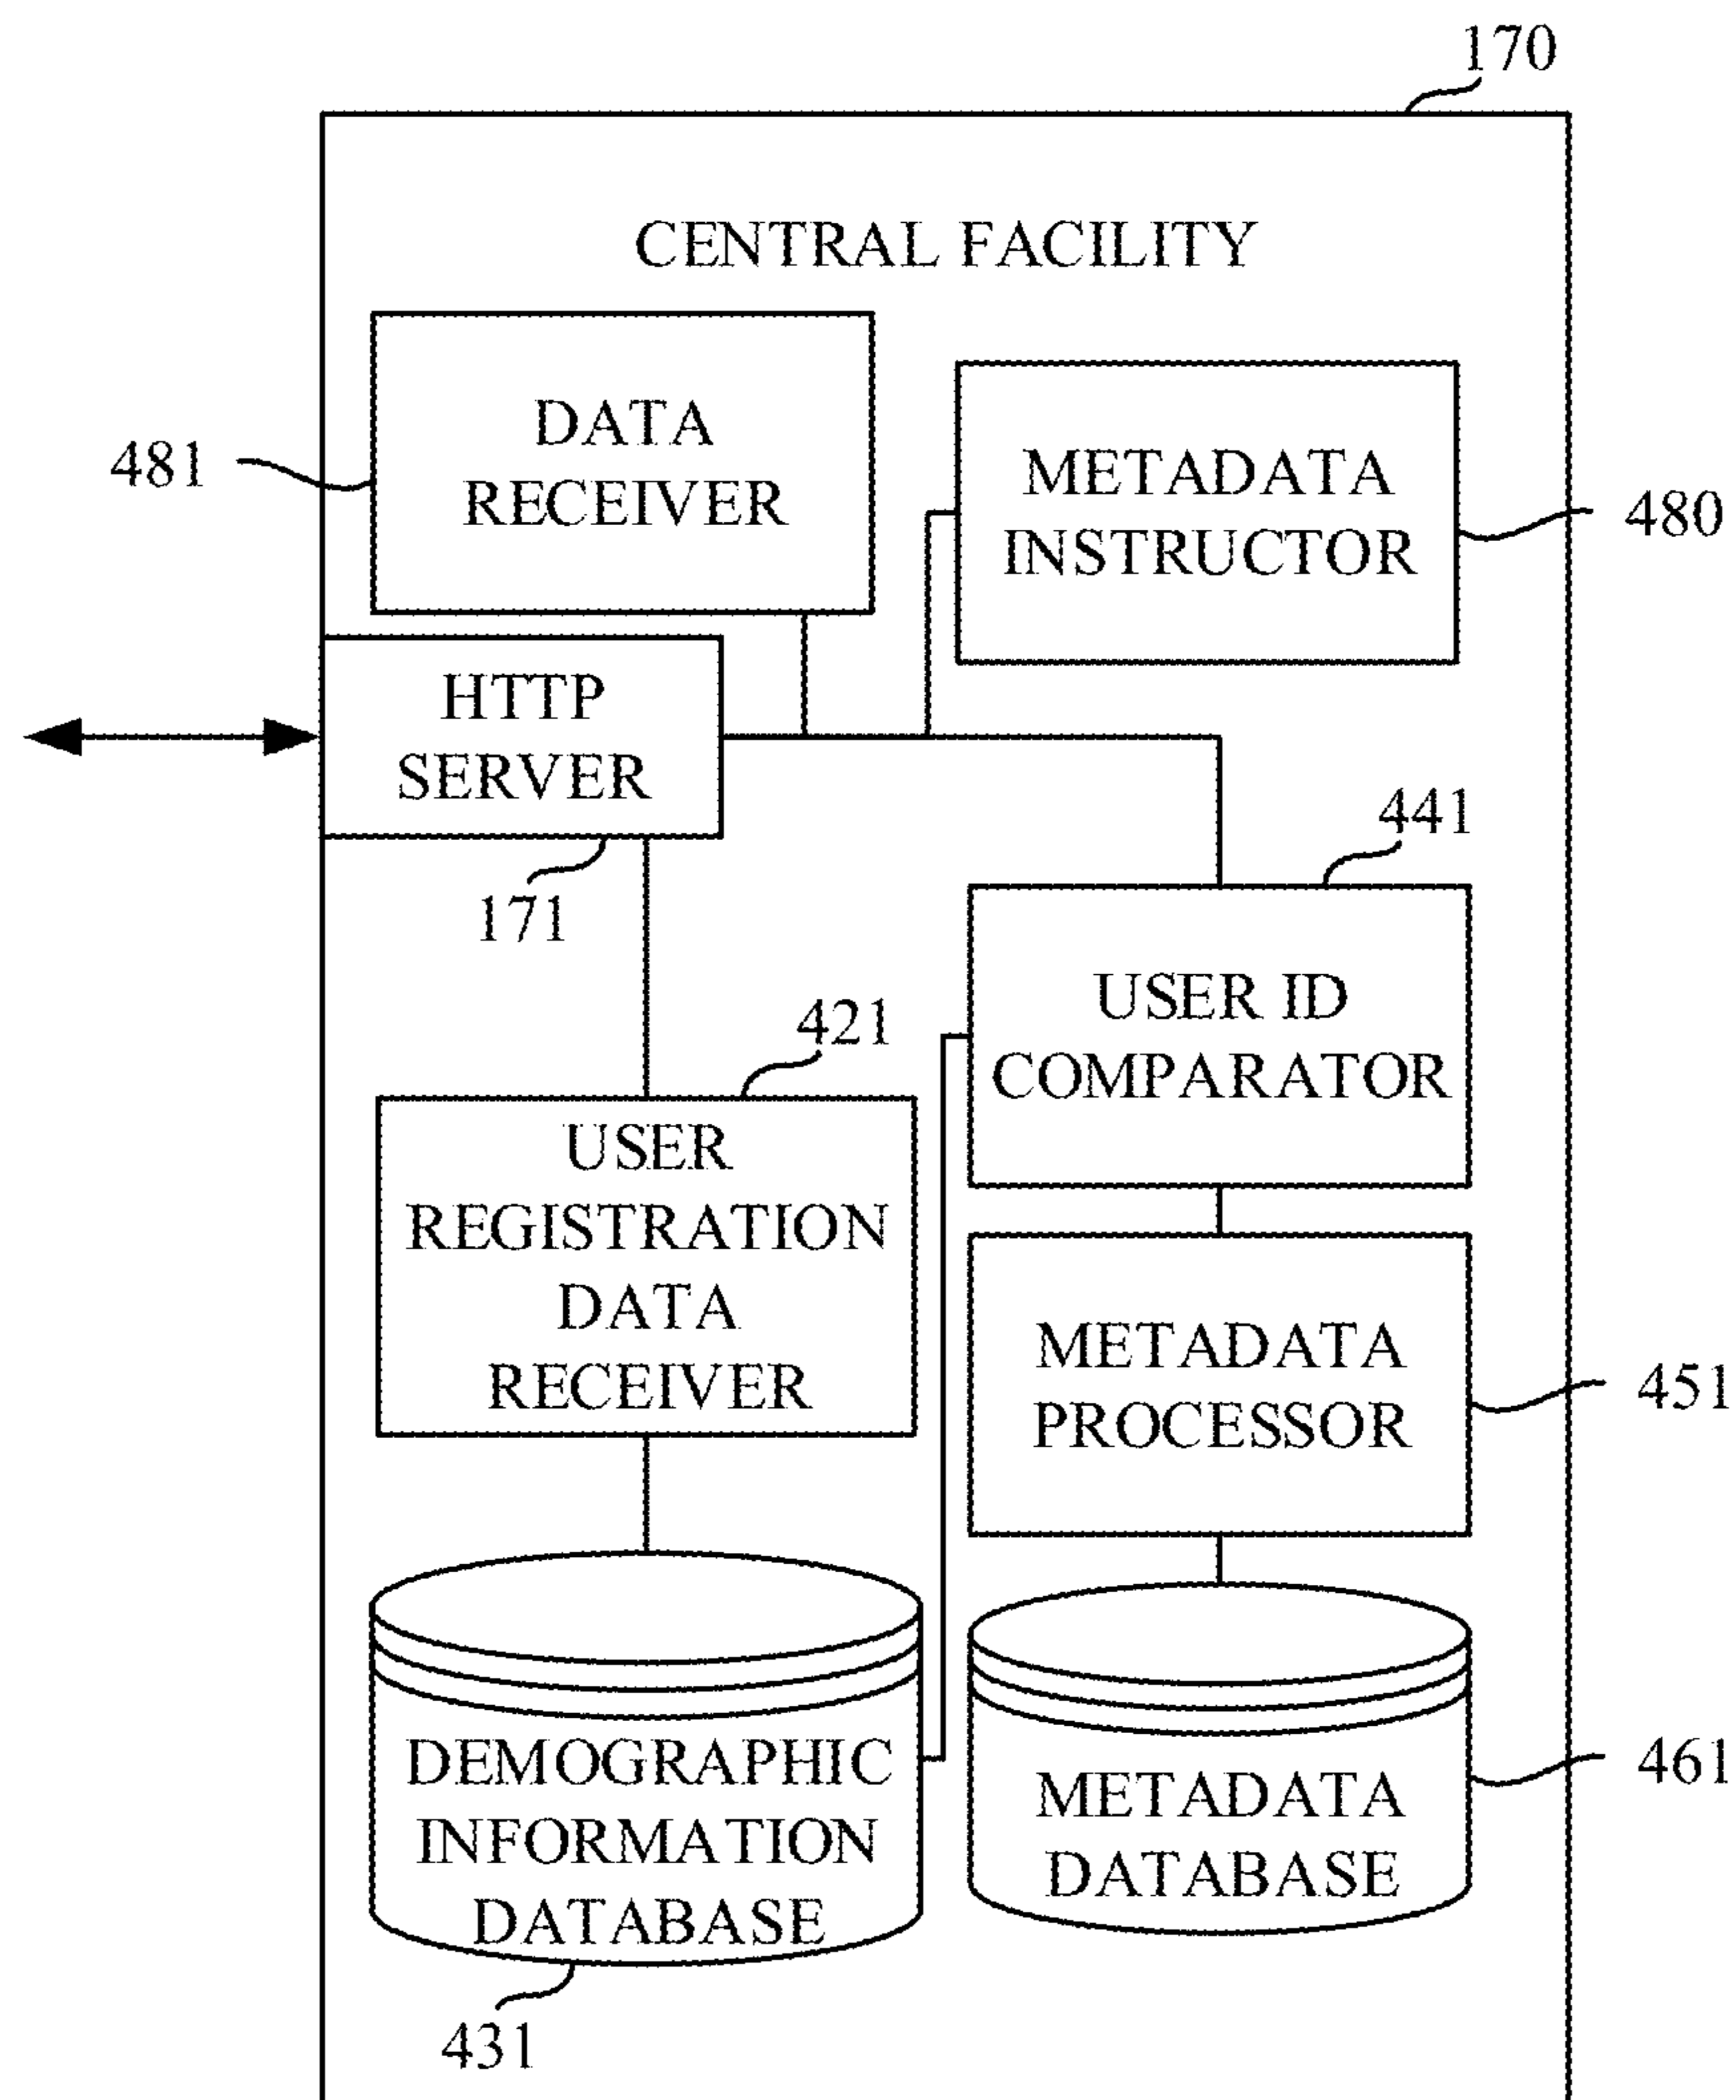 170
CENTRAL FACILITY
DATA
RECEIVER
481
METADATA
INSTRUCTOR
480
HTTP
SERVER
171
441
USER ID
COMPARATOR
421
USER
REGISTRATION
DATA
RECEIVER
METADATA
PROCESSOR
451
DEMOGRAPHIC
INFORMATION
DATABASE
431
METADATA
DATABASE
461